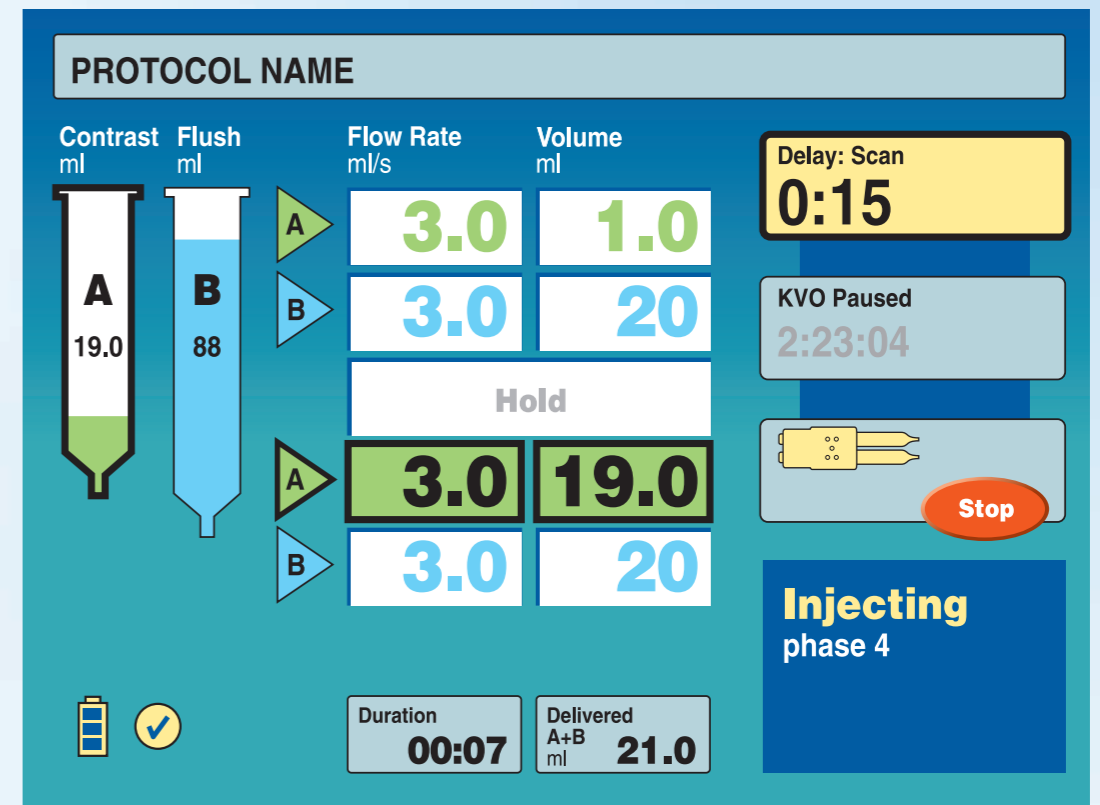 PROTOCOL NAME
Contrast Flush Flow Rate Volume
ml ml ml/s ml
Delay: Scan
0:15
A 3.0 1.0
A B
19.0 88
B 3.0 20
KVO Paused
2:23:04
Hold
A 3.0 19.0
Stop
B 3.0 20
Injecting
phase 4
Duration
00:07
Delivered
A+B
ml 21.0